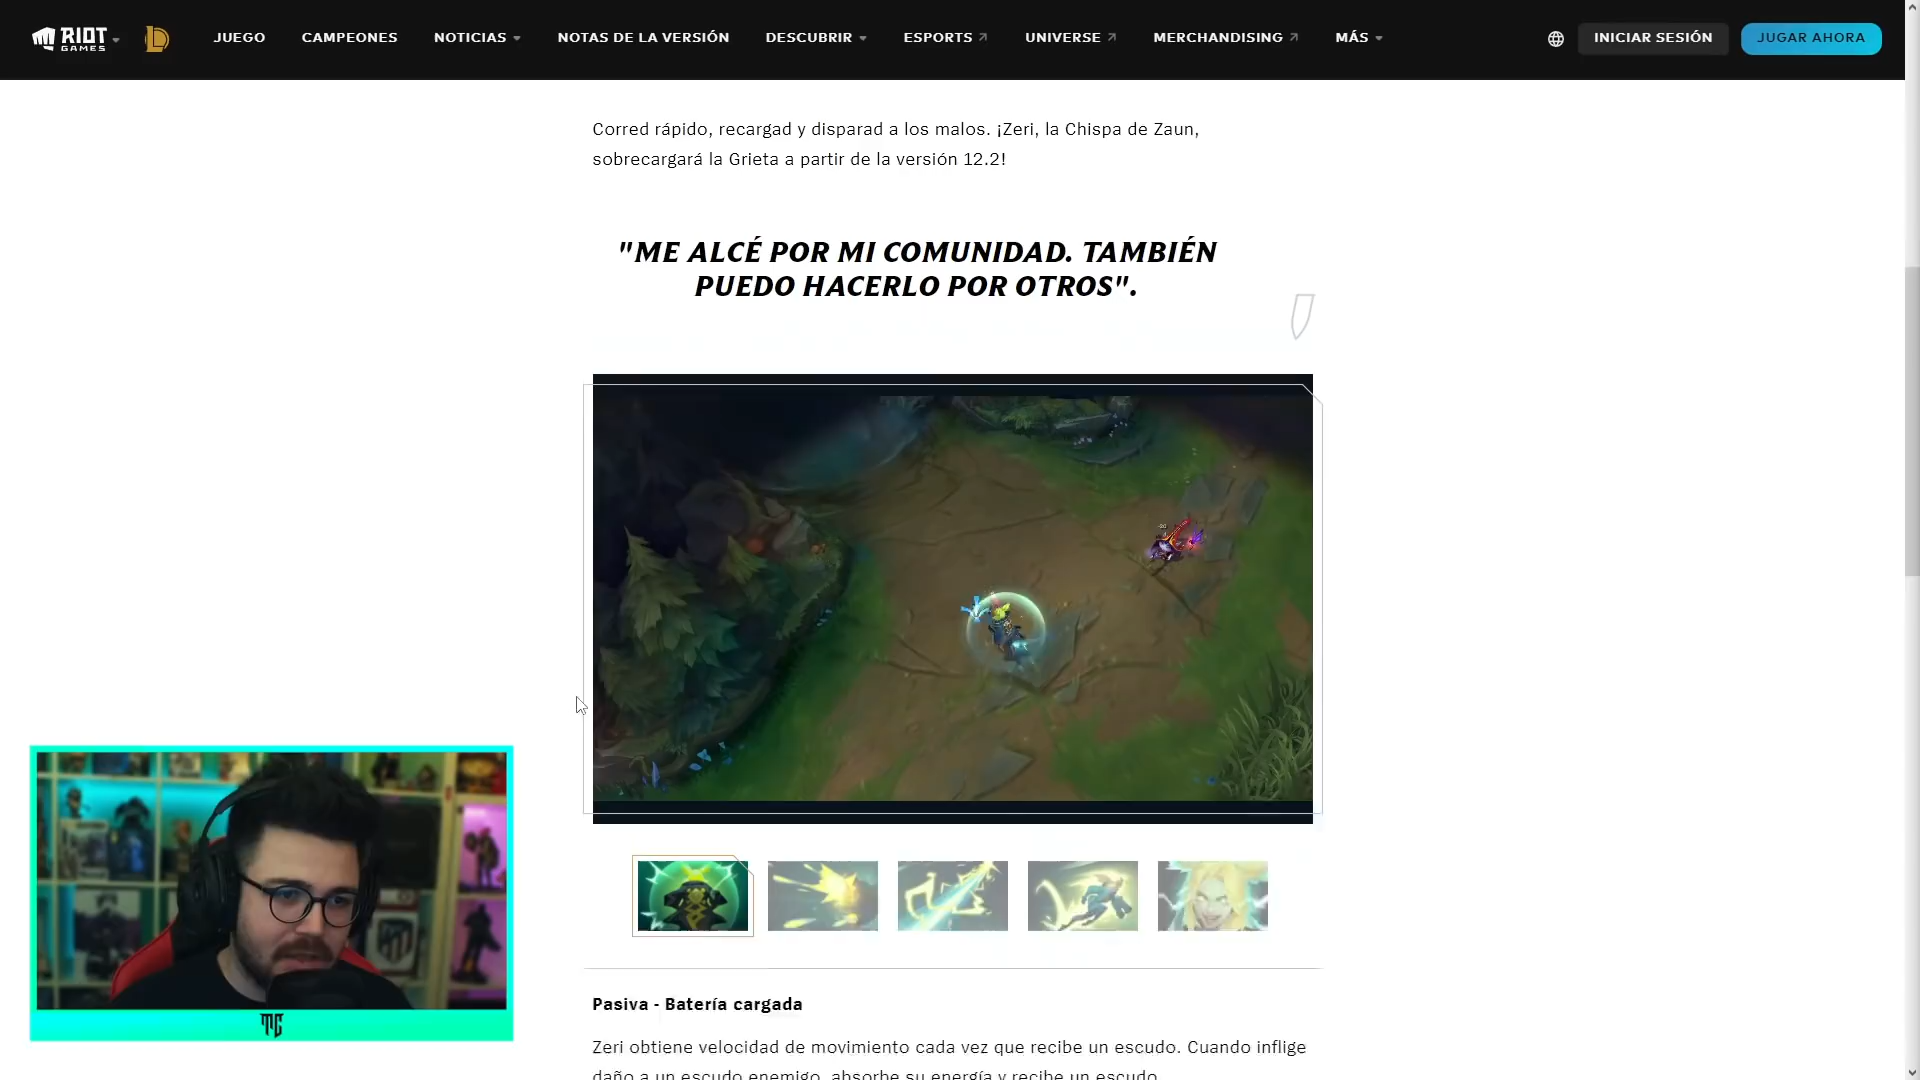 RIOT GAMES
JUEGO
CAMPEONES
NOTICIAS
NOTAS DE LA VERSIÓN
DESCUBRIR
ESPORTS
UNIVERSE
MERCHANDISING
MÁS
INICIAR SESIÓN
JUGAR AHORA
Corred rápido, recargad y disparad a los malos. ¡Zeri, la Chispa de Zaun,
sobrecargará la Grieta a partir de la versión 12.2!
"ME ALCÉ POR MI COMUNIDAD. TAMBIÉN
PUEDO HACERLO POR OTROS".
Pasiva - Batería cargada
Zeri obtiene velocidad de movimiento cada vez que recibe un escudo. Cuando inflige
daño a un escudo enemigo, absorbe su energía y recibe un escudo.